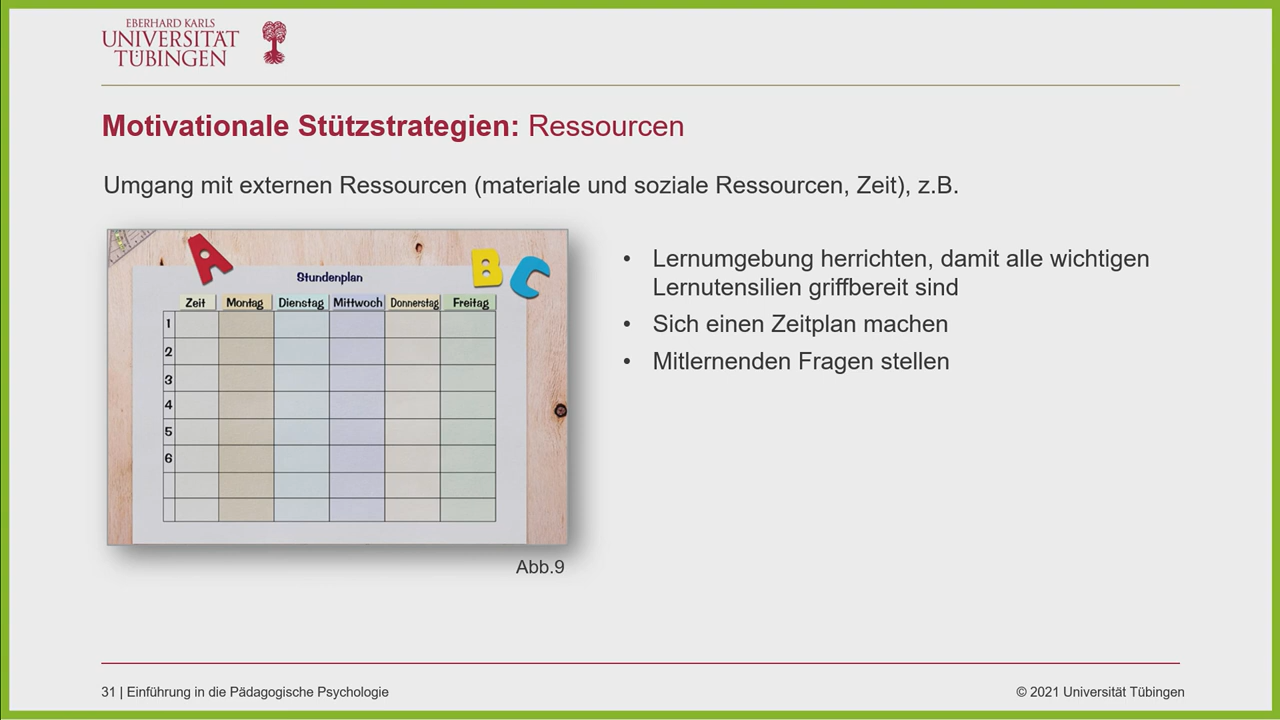 EBERHARD KARLS
UNIVERSITÄT
TÜBINGEN
Motivationale Stützstrategien: Ressourcen
Umgang mit externen Ressourcen (materiale und soziale Ressourcen, Zeit), z.B.
A
B
C
Stundenplan
Zeit Montag Dienstag Mittwoch Donnerstag Freitag
1
2
3
4
5
6
Abb.9
• Lernumgebung herrichten, damit alle wichtigen
Lernutensilien griffbereit sind
• Sich einen Zeitplan machen
• Mitlernenden Fragen stellen
31 | Einführung in die Pädagogische Psychologie
© 2021 Universität Tübingen